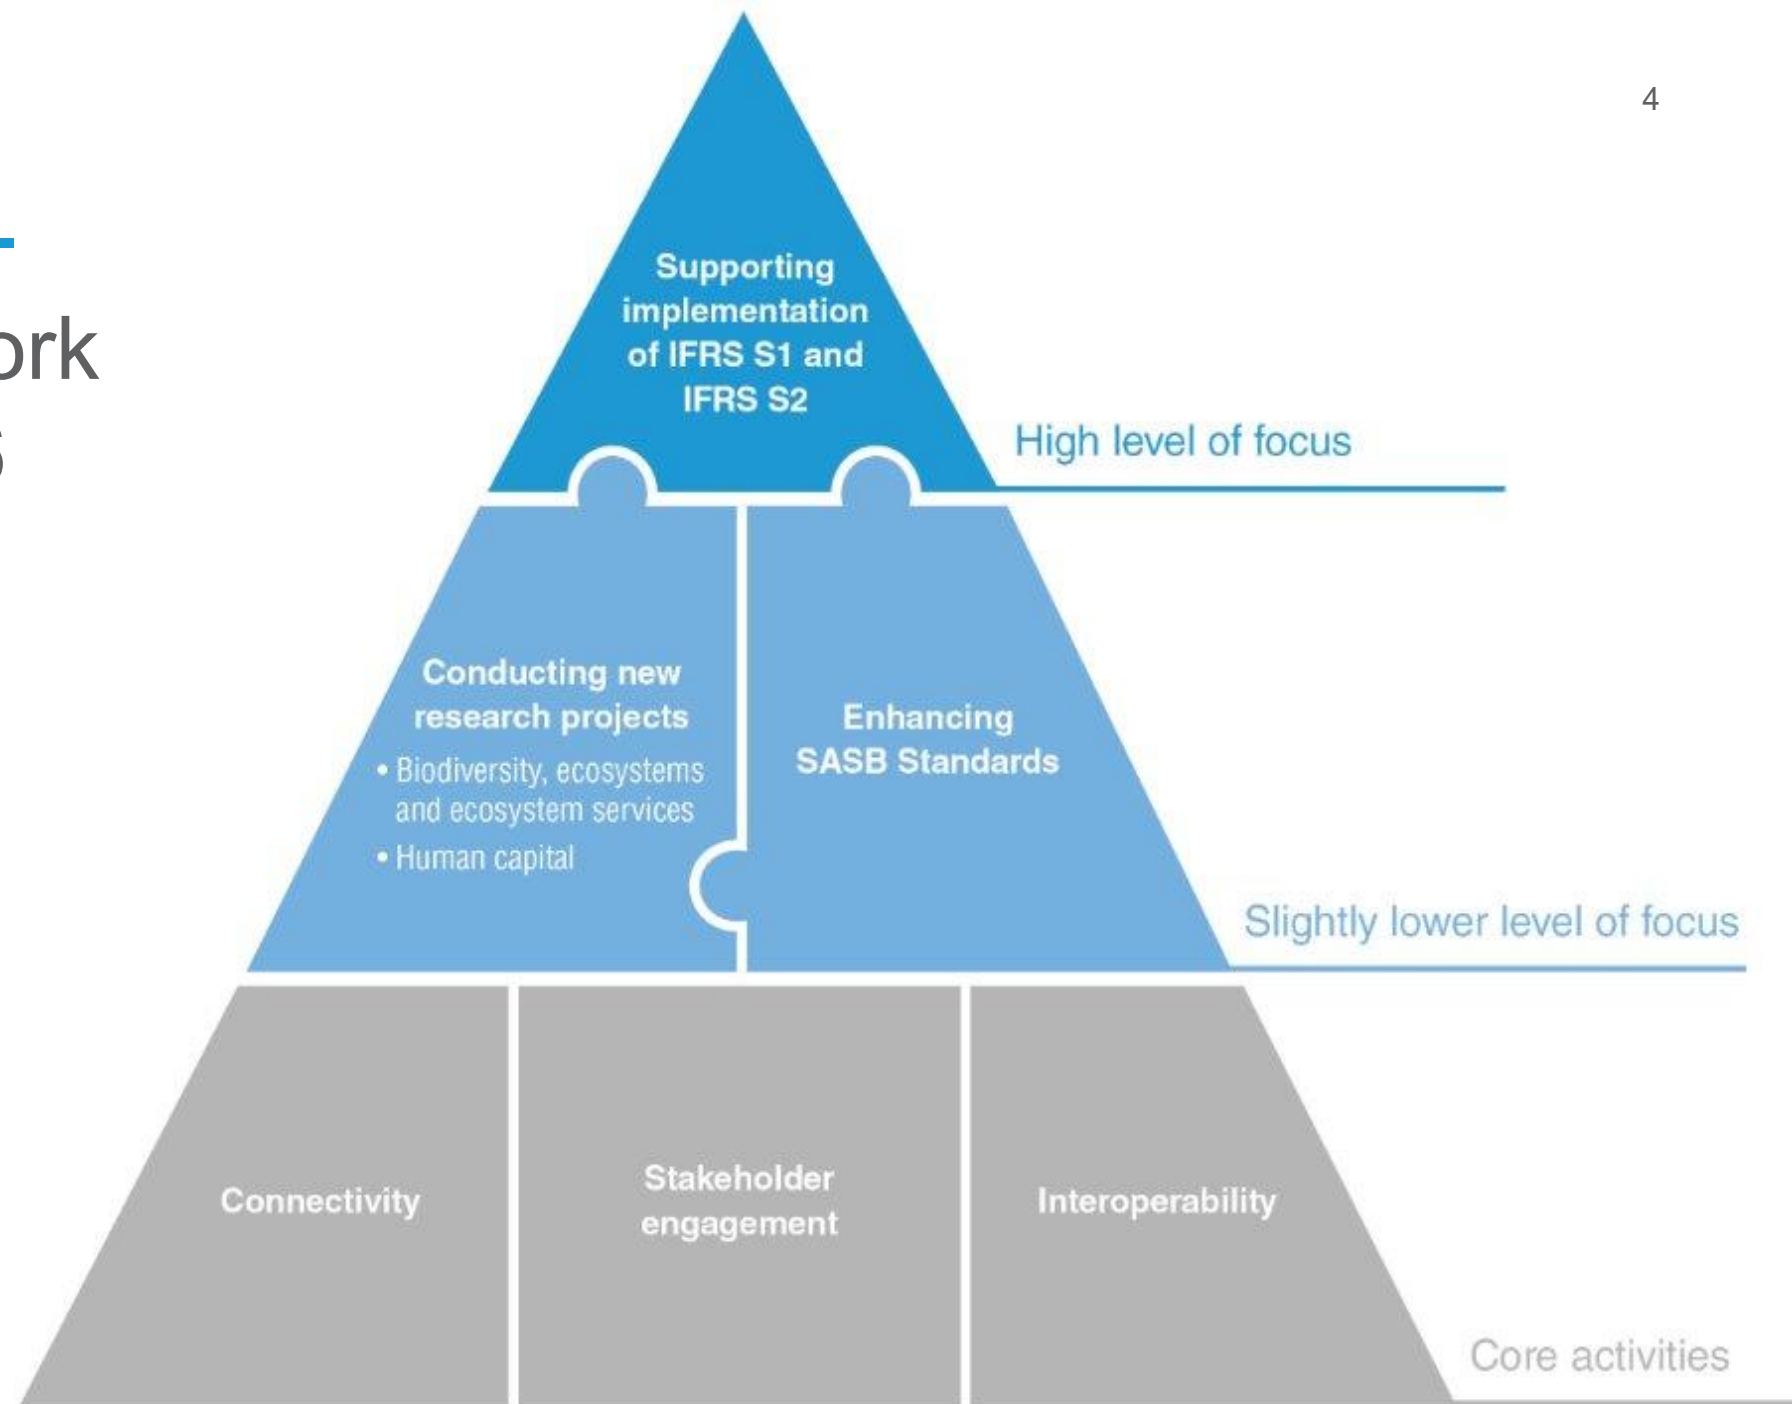 4
ork
Supporting
implementation
of IFRS S1 and
IFRS S2
High level of focus
Conducting new
research projects
• Biodiversity, ecosystems
and ecosystem services
• Human capital
Enhancing
SASB Standards
Slightly lower level of focus
Connectivity
Stakeholder
engagement
Interoperability
Core activities